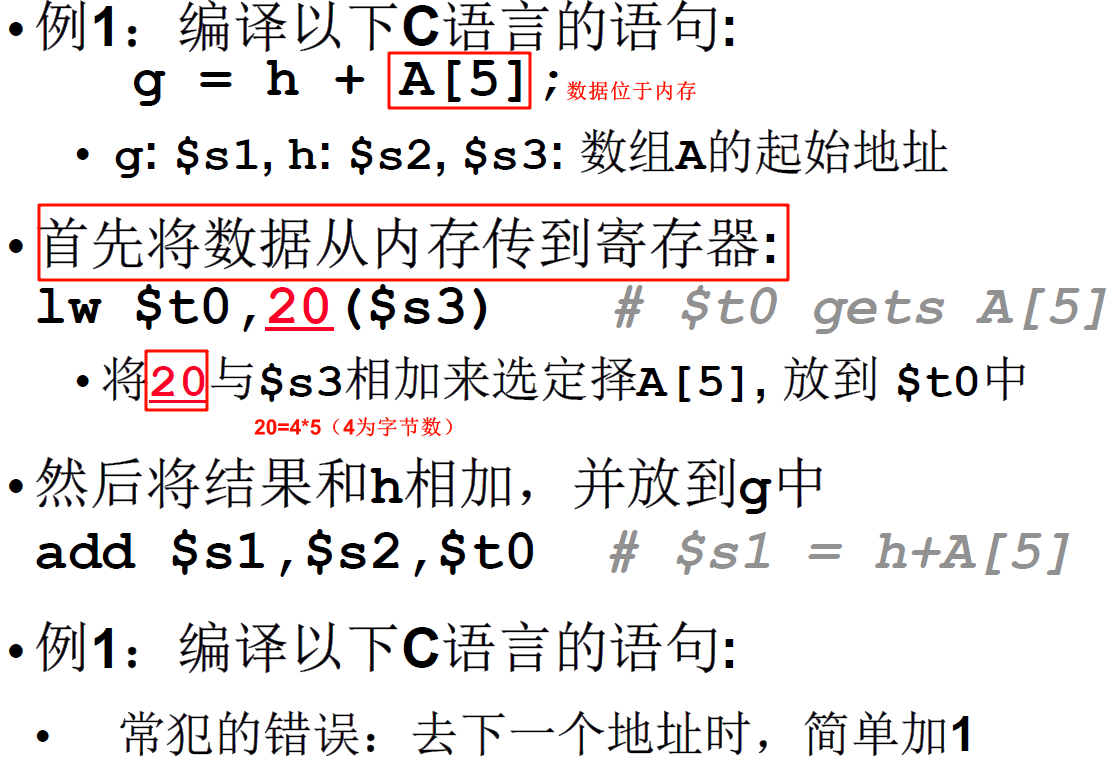 • 例1：编译以下C语言的语句:
g = h + A[5];数据位于内存
• g: $s1, h: $s2, $s3: 数组A的起始地址
• 首先将数据从内存传到寄存器:
lw $t0,20($s3) # $t0 gets A[5]
• 将20与$s3相加来选定择A[5], 放到 $t0中
20=4*5（4为字节数）
• 然后将结果和h相加，并放到g中
add $s1,$s2,$t0 # $s1 = h+A[5]
• 例1：编译以下C语言的语句:
• 常犯的错误：去下一个地址时，简单加1